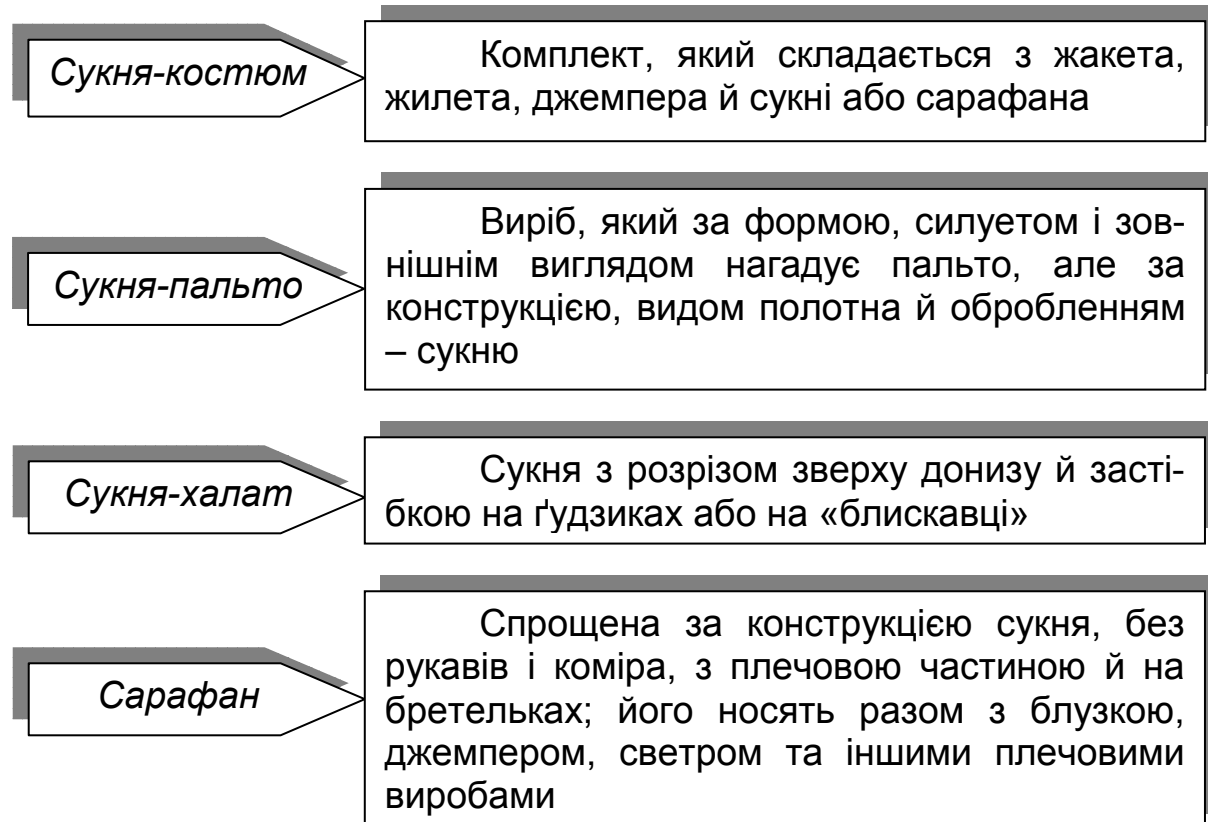 Сукня-костюм
Комплект, який складається з жакета,
жилета, джемпера й сукні або сарафана
Сукня-пальто
Виріб, який за формою, силуетом і зов-
нішнім виглядом нагадує пальто, але за
конструкцією, видом полотна й обробленням
– сукню
Сукня-халат
Сукня з розрізом зверху донизу й засті-
бкою на ґудзиках або на «блискавці»
Сарафан
Спрощена за конструкцією сукня, без
рукавів і коміра, з плечовою частиною й на
бретельках; його носять разом з блузкою,
джемпером, светром та іншими плечовими
виробами